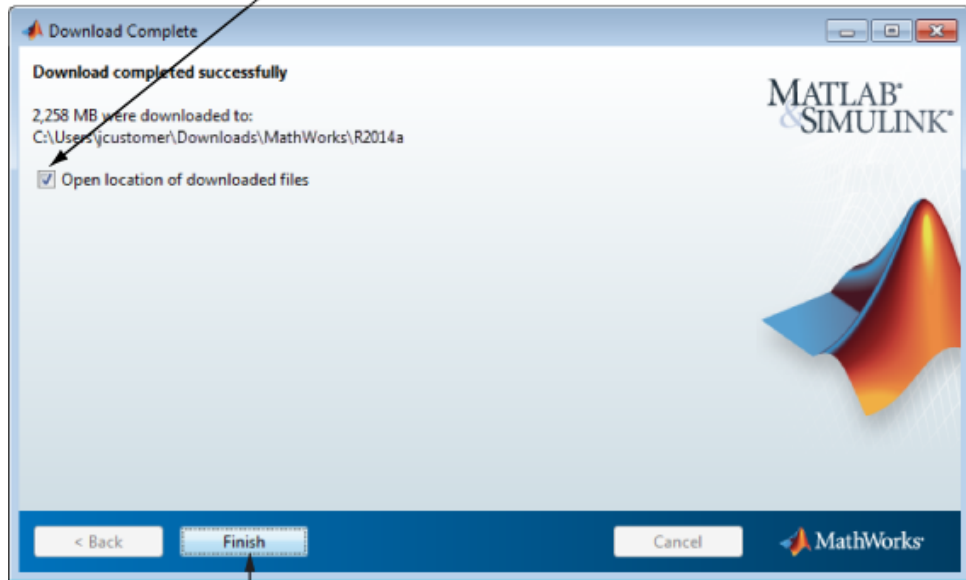 Download Complete
Download completed successfully
2,258 MB were downloaded to:
C:\Users\jcustomer\Downloads\MathWorks\R2014a
Open location of downloaded files
MATLAB®
&SIMULINK®
< Back
Finish
Cancel
MathWorks®